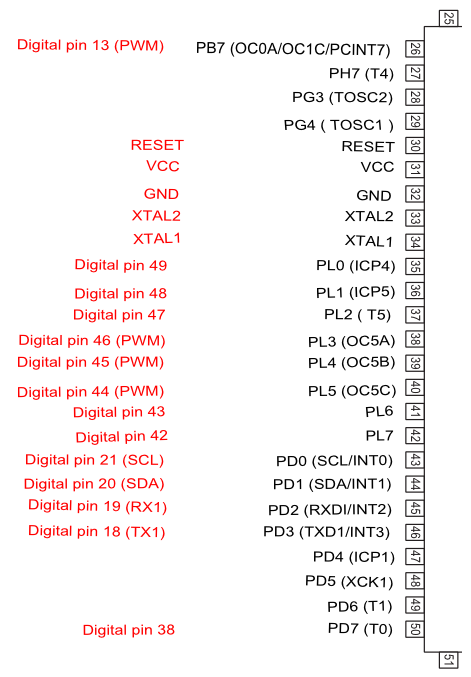 25
Digital pin 13 (PWM) PB7 (OC0A/OC1C/PCINT7) 26
PH7 (T4) 27
PG3 (TOSC2) 28
PG4 ( TOSC1 ) 29
RESET RESET 30
VCC VCC 31
GND GND 32
XTAL2 XTAL2 33
XTAL1 XTAL1 34
Digital pin 49 PL0 (ICP4) 35
Digital pin 48 PL1 (ICP5) 36
Digital pin 47 PL2 ( T5) 37
Digital pin 46 (PWM) PL3 (OC5A) 38
Digital pin 45 (PWM) PL4 (OC5B) 39
Digital pin 44 (PWM) PL5 (OC5C) 40
Digital pin 43 PL6 41
Digital pin 42 PL7 42
Digital pin 21 (SCL) PD0 (SCL/INT0) 43
Digital pin 20 (SDA) PD1 (SDA/INT1) 44
Digital pin 19 (RX1) PD2 (RXDI/INT2) 45
Digital pin 18 (TX1) PD3 (TXD1/INT3) 46
PD4 (ICP1) 47
PD5 (XCK1) 48
PD6 (T1) 49
Digital pin 38 PD7 (T0) 50
51